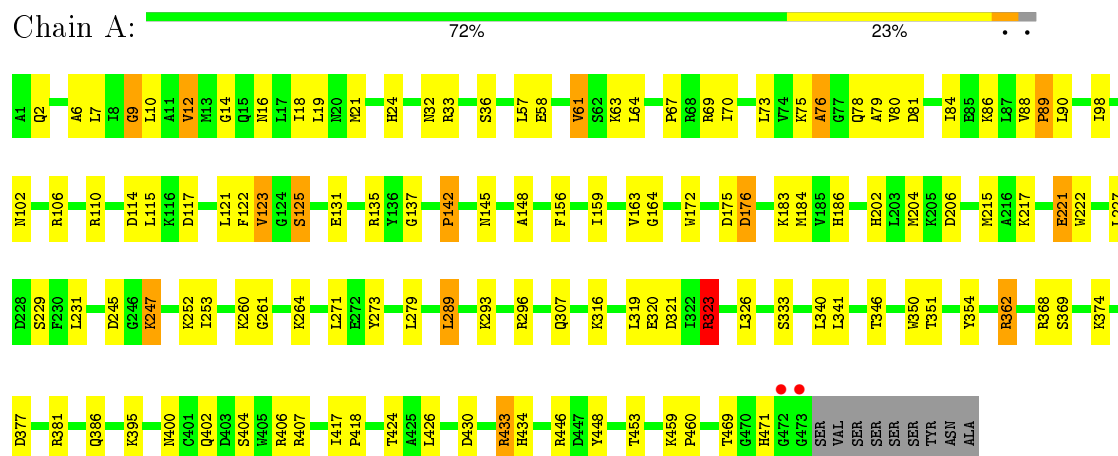 Chain A:
72% 23% • •
A1 Q2 A6 L7 I8 G9 L10 A11 V12 M13 G14 Q15 N16 L17 I18 L19 N20 M21 H24 N32 R33 S36 L57 E58 V61 S62 K63 L64 P67 R68 R69 I70 L73 V74 K75 A76 G77 Q78 A79 V80 D81 I84 E85 K86 L87 V88 P89 L90 I98
N102 R106 R110 D114 L115 K116 D117 L121 F122 V123 G124 S125 E131 R135 Y136 G137 P142 N145 A148 F156 I159 V163 G164 W172 D175 D176 K183 M184 V185 H186 H202 L203 M204 K205 D206 M215 A216 K217 E221 W222 L227
D228 S229 F230 L231 D245 G246 K247 K252 I253 K260 G261 K264 L271 E272 Y273 L279 L289 K293 R296 Q307 K316 L319 E320 D321 I322 R323 L326 S333 L340 L341 T346 W350 T351 Y354 R362 R368 S369 K374
D377 R381 Q386 K395 N400 G401 Q402 D403 S404 W405 R406 R407 I417 P418 T424 A425 L426 D430 R433 H434 R446 D447 Y448 T453 K459 P460 T469 G470 H471 G472 G473 SER VAL SER SER SER SER TYR ASN ALA